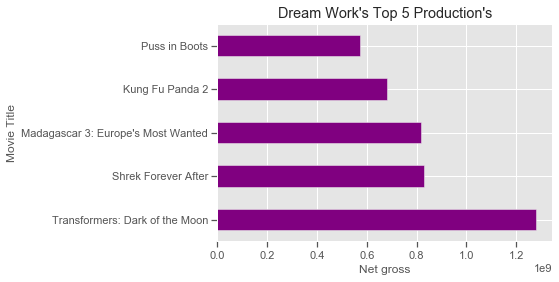 Dream Work's Top 5 Production's
Movie Title
Puss in Boots
Kung Fu Panda 2
Madagascar 3: Europe's Most Wanted
Shrek Forever After
Transformers: Dark of the Moon
0.0 0.2 0.4 0.6 0.8 1.0 1.2
1e9
Net gross